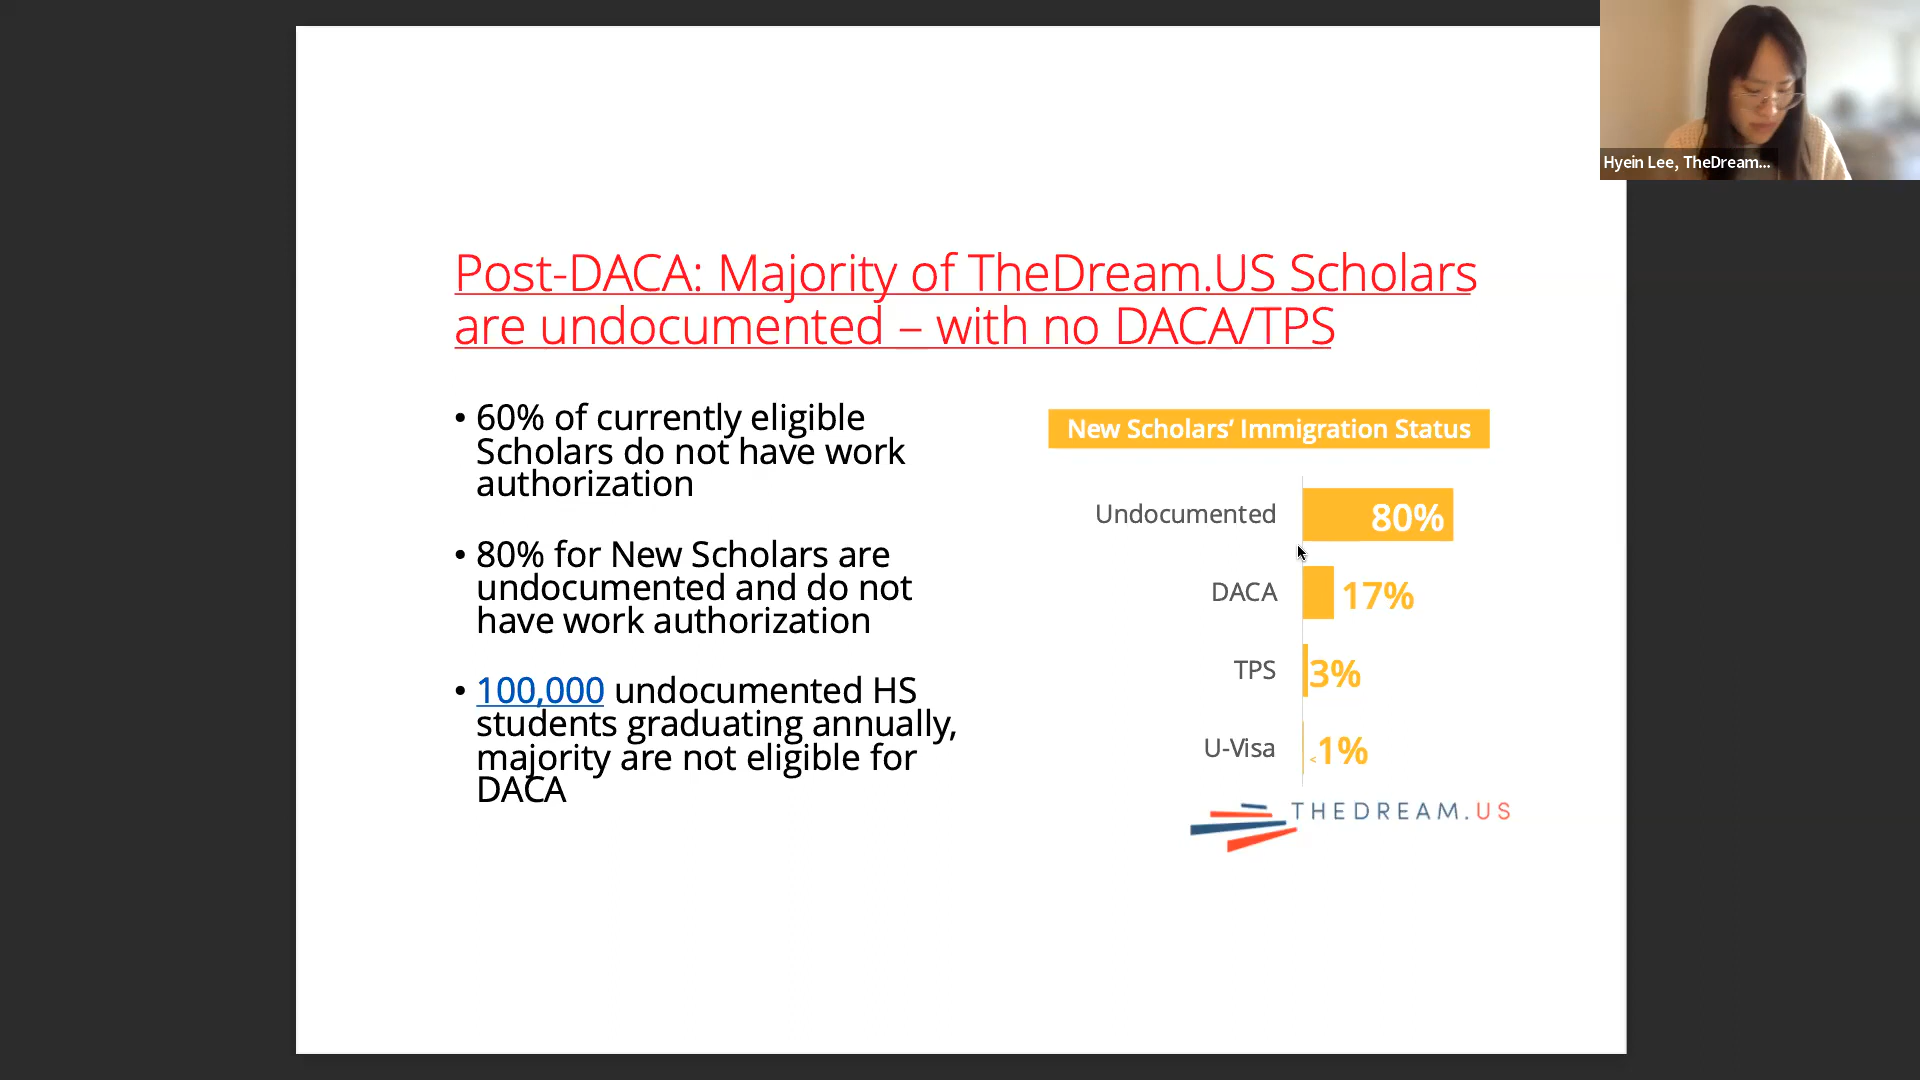 Hyein Lee, TheDream...
Post-DACA: Majority of TheDream.US Scholars
are undocumented – with no DACA/TPS
• 60% of currently eligible
Scholars do not have work
authorization
• 80% for New Scholars are
undocumented and do not
have work authorization
• 100,000 undocumented HS
students graduating annually,
majority are not eligible for
DACA
New Scholars’ Immigration Status
Undocumented 80%
DACA 17%
TPS 3%
U-Visa <1%
THEDREAM.US